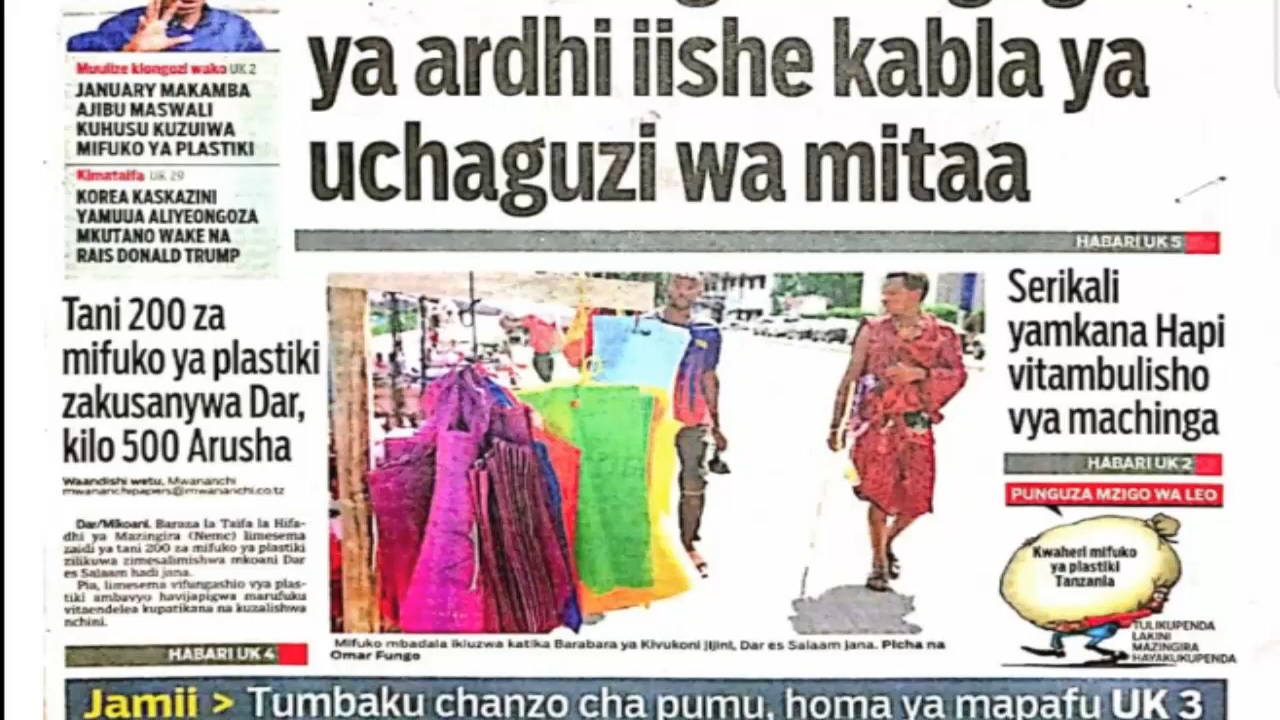 Muulize kiongozi wako UK 2
JANUARY MAKAMBA
AJIBU MASWALI
KUHUSU KUZUIWA
MIFUKO YA PLASTIKI
Kimataifa UK 29
KOREA KASKAZINI
YAMUUA ALIYEONGOZA
MKUTANO WAKE NA
RAIS DONALD TRUMP
ya ardhi iishe kabla ya
uchaguzi wa mitaa
HABARI UK 5
Tani 200 za
mifuko ya plastiki
zakusanywa Dar,
kilo 500 Arusha
Waandishi wetu, Mwananchi
mwananchipapers@mwananchi.co.tz
Dar/Mikoani. Baraza la Taifa la Hifa-
dhi ya Mazingira (Nemc) limesema
zaidi ya tani 200 za mifuko ya plastiki
zilikuwa zimesalimishwa mkoani Dar
es Salaam hadi jana.
Pia, limesema vifungashio vya plas-
tiki ambavyo havijapigwa marufuku
vitaendelea kupatikana na kuzalishwa
nchini.
HABARI UK 4
Mifuko mbadala ikiuzwa katika Barabara ya Kivukoni jijini, Dar es Salaam jana. Picha na
Omar Fungo
Serikali
yamkana Hapi
vitambulisho
vya machinga
HABARI UK 2
PUNGUZA MZIGO WA LEO
Kwaheri mifuko
ya plastiki
Tanzania
TULIKUPENDA
LAKINI
MAZINGIRA
HAYAKUKUPENDA
Jamii > Tumbaku chanzo cha pumu, homa ya mapafu UK 3